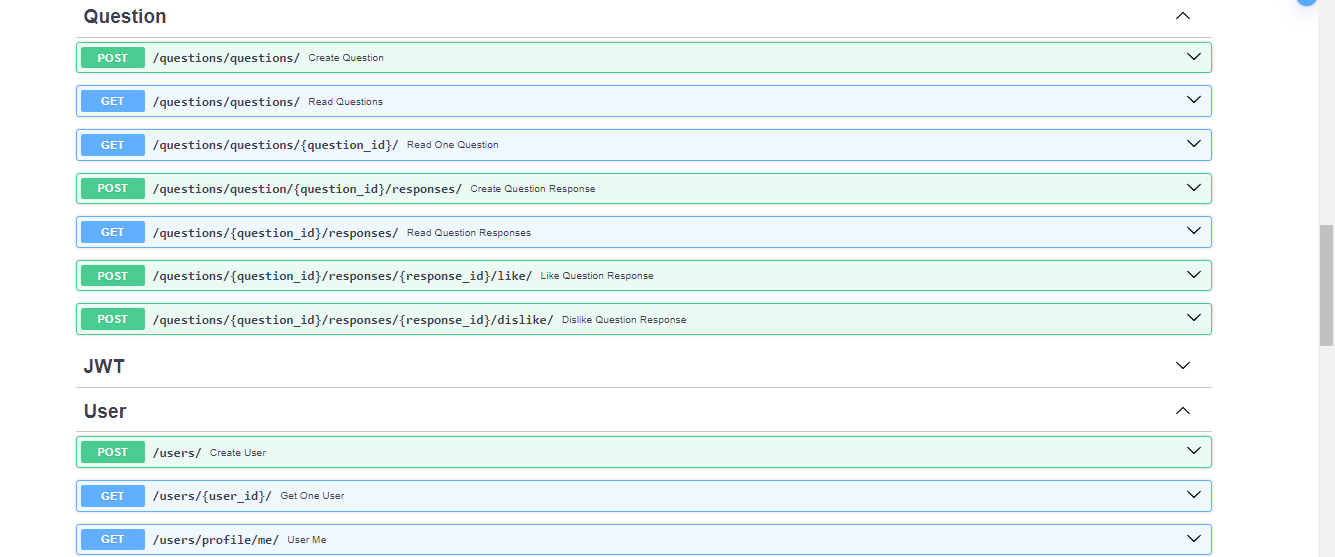 Question
POST /questions/questions/ Create Question
GET /questions/questions/ Read Questions
GET /questions/questions/{question_id}/ Read One Question
POST /questions/question/{question_id}/responses/ Create Question Response
GET /questions/{question_id}/responses/ Read Question Responses
POST /questions/{question_id}/responses/{response_id}/like/ Like Question Response
POST /questions/{question_id}/responses/{response_id}/dislike/ Dislike Question Response
JWT
User
POST /users/ Create User
GET /users/{user_id}/ Get One User
GET /users/profile/me/ User Me